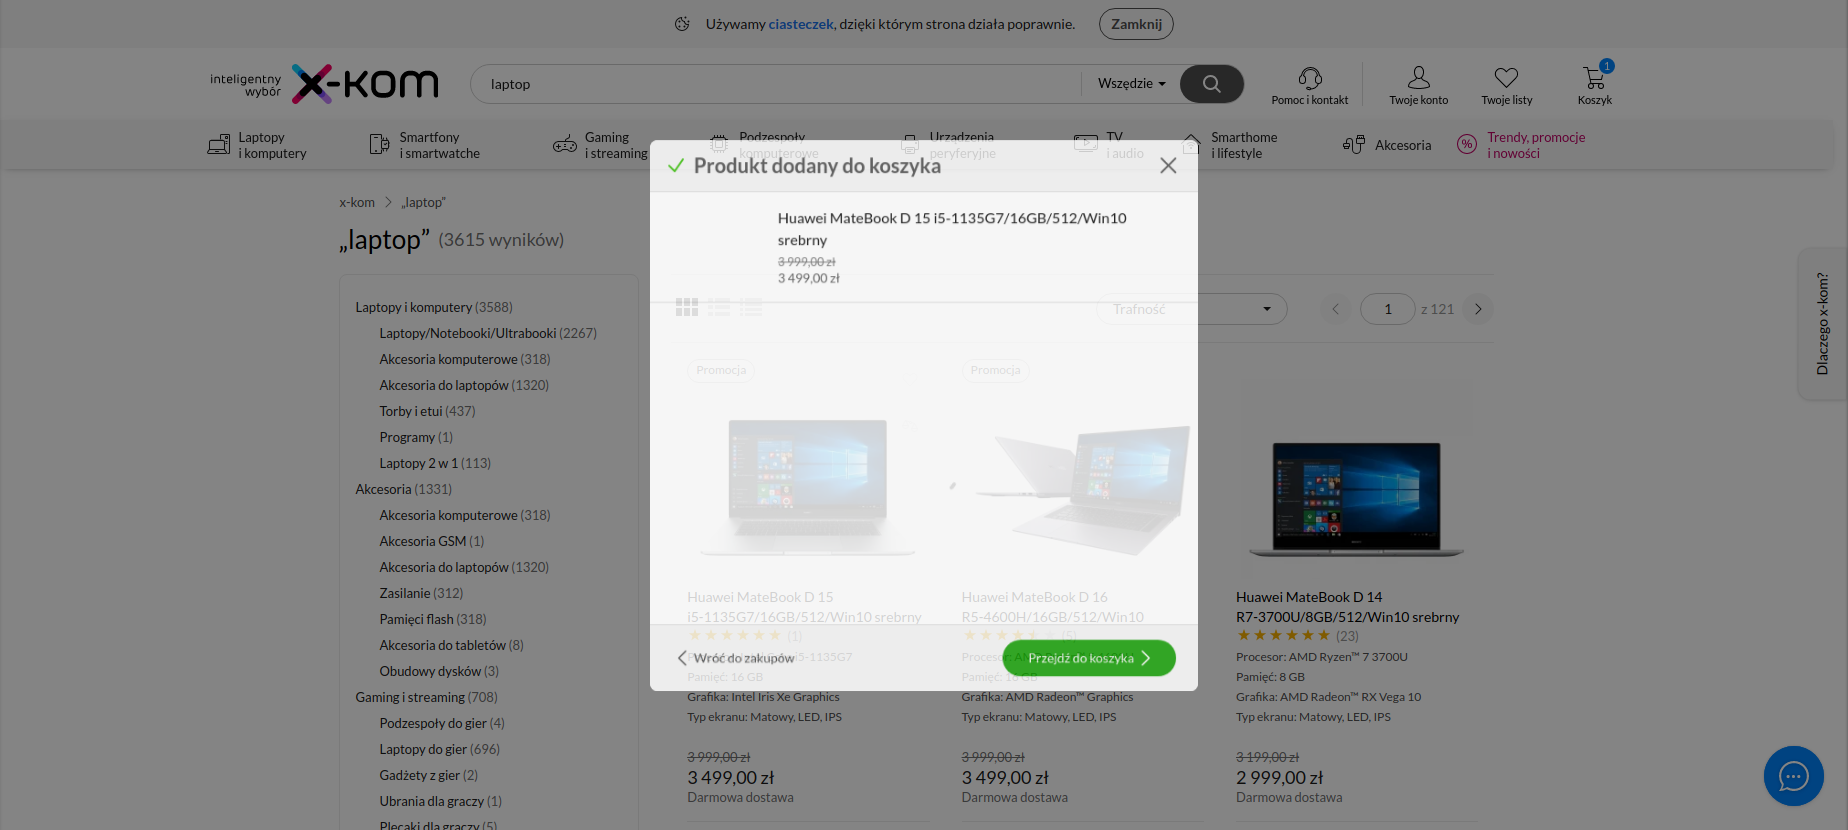 Używamy ciasteczek, dzięki którym strona działa poprawnie.
Zamknij
inteligentny
wybór
x-kom
laptop
Wszędzie
Pomoc i kontakt
Twoje konto
Twoje listy
1
Koszyk
Laptopy
i komputery
Smartfony
i smartwatche
Gaming
i streaming
Podzespoły
komputerowe
Urządzenia
peryferyjne
TV
i audio
Smarthome
i lifestyle
Akcesoria
Trendy, promocje
i nowości
Produkt dodany do koszyka
Huawei MateBook D 15 i5-1135G7/16GB/512/Win10
srebrny
3 999,00 zł
3 499,00 zł
Wróć do zakupów
Przejdź do koszyka
x-kom
„laptop”
„laptop” (3615 wyników)
Laptopy i komputery (3588)
Laptopy/Notebooki/Ultrabooki (2267)
Akcesoria komputerowe (318)
Akcesoria do laptopów (1320)
Torby i etui (437)
Programy (1)
Laptopy 2 w 1 (113)
Akcesoria (1331)
Akcesoria komputerowe (318)
Akcesoria GSM (1)
Akcesoria do laptopów (1320)
Zasilanie (312)
Pamięci flash (318)
Akcesoria do tabletów (8)
Obudowy dysków (3)
Gaming i streaming (708)
Podzespoły do gier (4)
Laptopy do gier (696)
Gadżety z gier (2)
Ubrania dla graczy (1)
Plecaki dla graczy (5)
Trafność
1
z 121
Promocja
Huawei MateBook D 15
i5-1135G7/16GB/512/Win10 srebrny
(1)
Pamięć: 16 GB
Grafika: Intel Iris Xe Graphics
Typ ekranu: Matowy, LED, IPS
3 999,00 zł
3 499,00 zł
Darmowa dostawa
Promocja
Huawei MateBook D 16
R5-4600H/16GB/512/Win10
(5)
Pamięć: 16 GB
Grafika: AMD Radeon™ Graphics
Typ ekranu: Matowy, LED, IPS
3 999,00 zł
3 499,00 zł
Darmowa dostawa
Huawei MateBook D 14
R7-3700U/8GB/512/Win10 srebrny
(23)
Procesor: AMD Ryzen™ 7 3700U
Pamięć: 8 GB
Grafika: AMD Radeon™ RX Vega 10
Typ ekranu: Matowy, LED, IPS
3 199,00 zł
2 999,00 zł
Darmowa dostawa
Dlaczego x-kom?